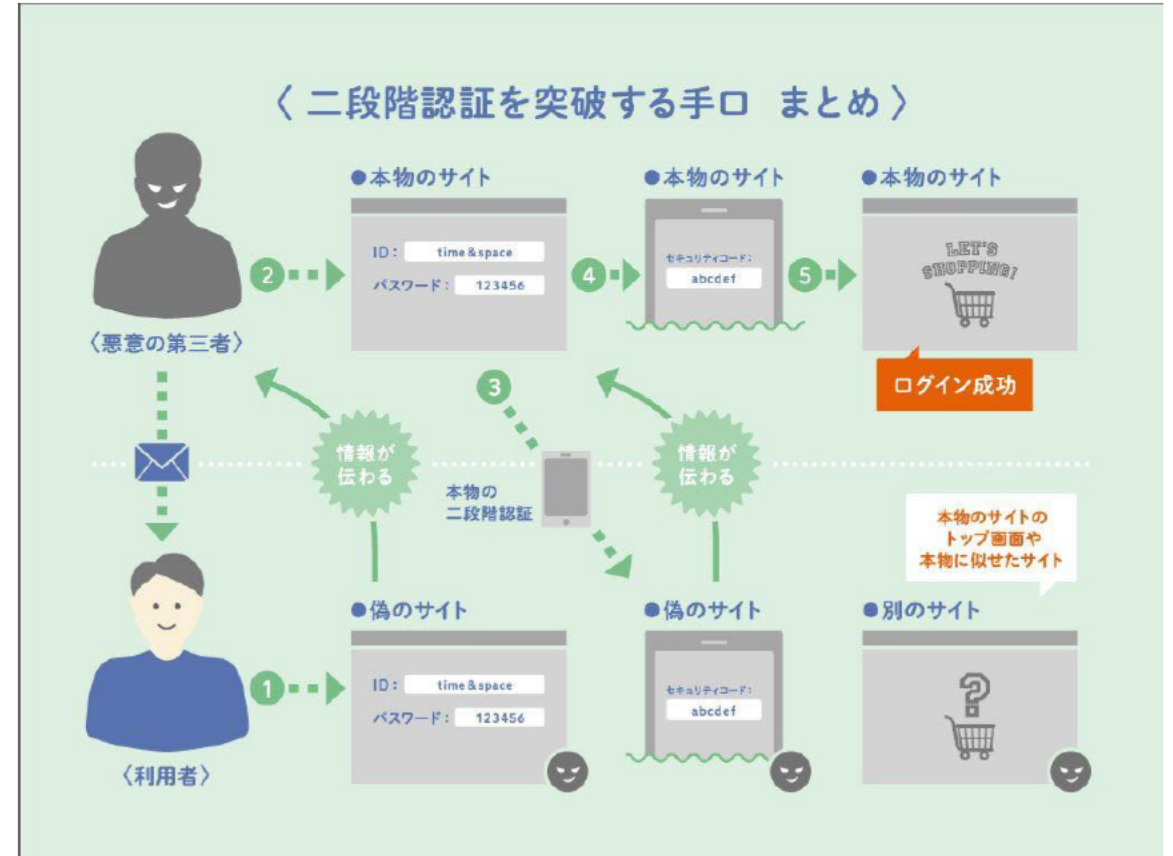 〈 二段階認証を突破する手口 まとめ 〉
●本物のサイト
●本物のサイト
●本物のサイト
ID: time&space
パスワード: 123456
セキュリティコード:
abcdef
LET'S
SHOPPING!
2
4
5
〈悪意の第三者〉
ログイン成功
3
情報が
伝わる
情報が
伝わる
本物の
二段階認証
本物のサイトの
トップ画面や
本物に似せたサイト
●偽のサイト
●偽のサイト
●別のサイト
1
ID: time&space
パスワード: 123456
セキュリティコード:
abcdef
?
〈利用者〉